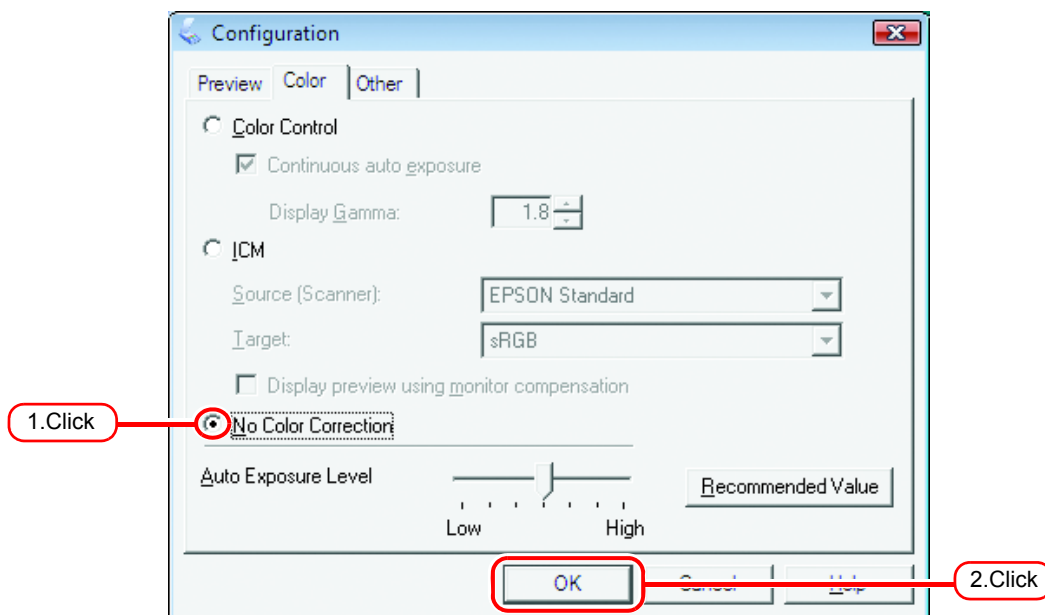 Configuration
Preview Color Other
Color Control
Continuous auto exposure
Display Gamma: 1.8
ICM
Source (Scanner): EPSON Standard
Target: sRGB
Display preview using monitor compensation
1.Click
No Color Correction
Auto Exposure Level
Recommended Value
Low High
OK Cancel Help
2.Click